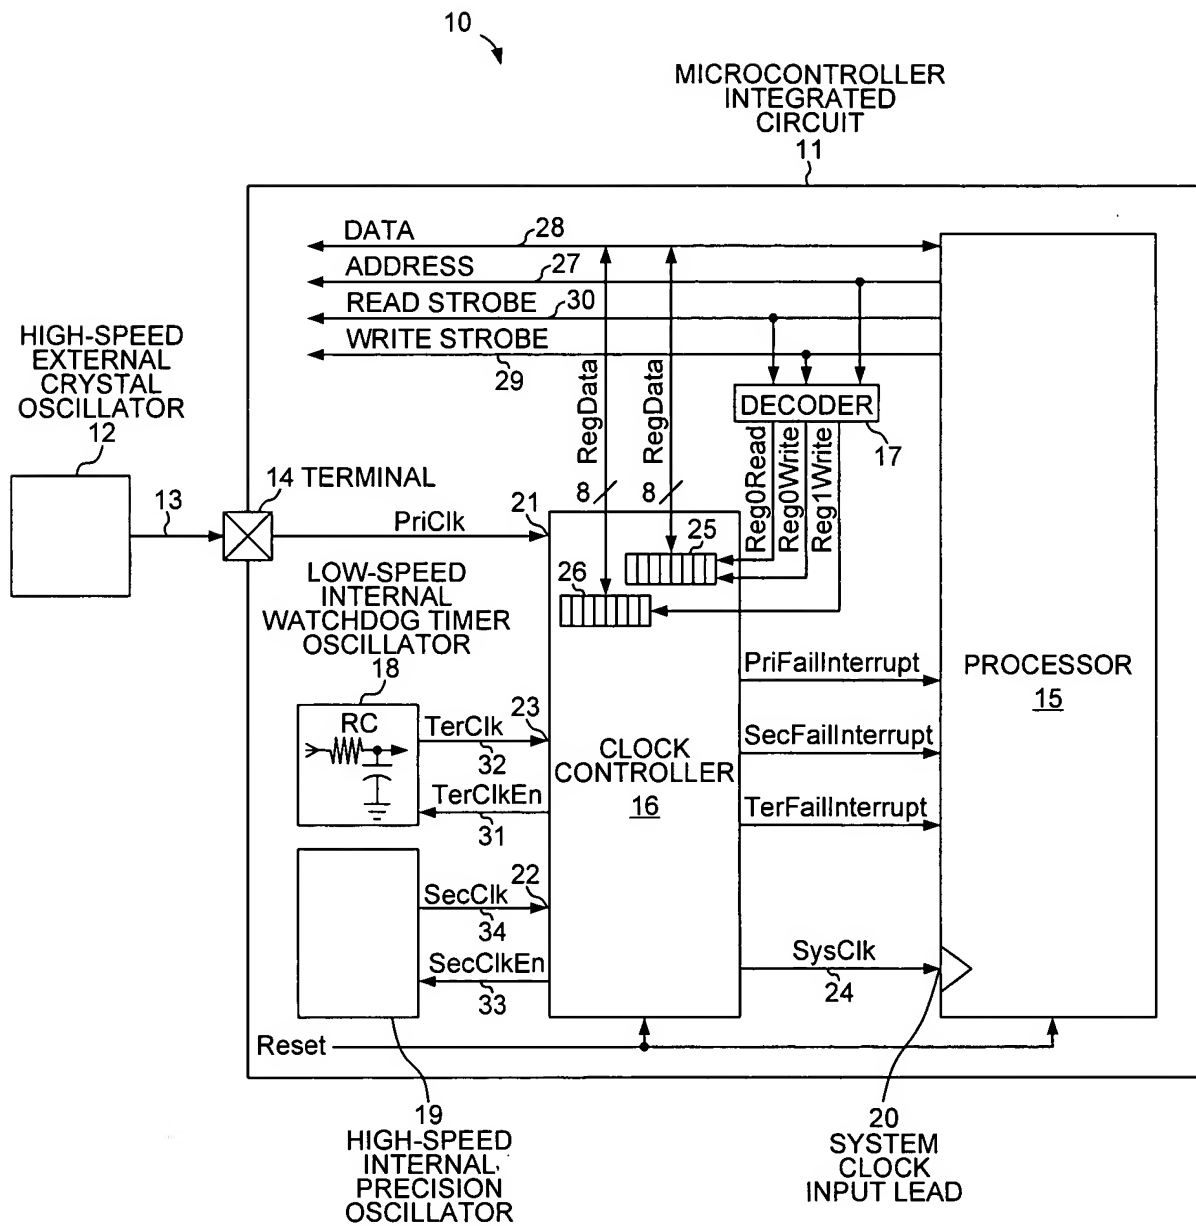 10
MICROCONTROLLER
INTEGRATED
CIRCUIT
11
DATA
28
ADDRESS
27
READ STROBE
30
WRITE STROBE
29
HIGH-SPEED
EXTERNAL
CRYSTAL
OSCILLATOR
12
RegData
RegData
DECODER
17
Reg0Read
Reg0Write
Reg1Write
8
8
13
14 TERMINAL
PriClk
21
25
26
LOW-SPEED
INTERNAL
WATCHDOG TIMER
OSCILLATOR
18
RC
TerClk
32
23
TerClkEn
31
CLOCK
CONTROLLER
16
PriFailInterrupt
SecFailInterrupt
TerFailInterrupt
PROCESSOR
15
SecClk
34
22
SecClkEn
33
SysClk
24
Reset
19
HIGH-SPEED
INTERNAL
PRECISION
OSCILLATOR
20
SYSTEM
CLOCK
INPUT LEAD